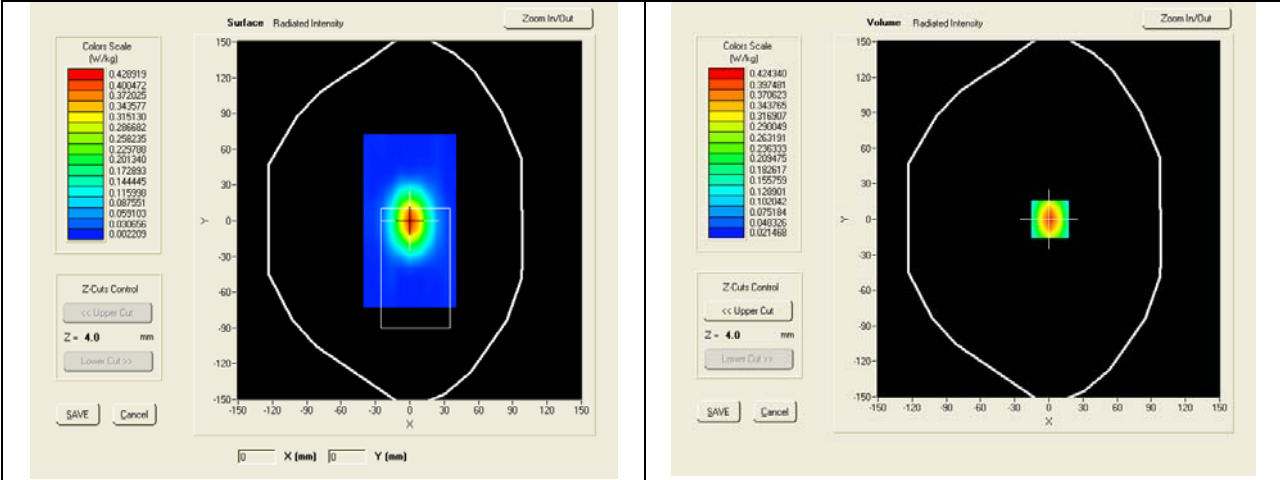 Surface Radiated Intensity
Zoom In/Out
Colors Scale
(W/kg)
0.428919
0.400472
0.372025
0.343577
0.315130
0.286682
0.258235
0.229788
0.201340
0.172893
0.144445
0.115998
0.087551
0.059103
0.030656
0.002209
Z-Cuts Control
<< Upper Cut
Z = 4.0 mm
Lower Cut >>
SAVE Cancel
150
120
90
60
30
0
-30
-60
-90
-120
-150
Y
-150 -120 -90 -60 -30 0 30 60 90 120 150
X
0 X (mm) 0 Y (mm)
Volume Radiated Intensity
Zoom In/Out
Colors Scale
(W/kg)
0.424340
0.397481
0.370623
0.343765
0.316907
0.290049
0.263191
0.236333
0.209475
0.182617
0.155759
0.128901
0.102042
0.075184
0.048326
0.021468
Z-Cuts Control
<< Upper Cut
Z = 4.0 mm
Lower Cut >>
SAVE Cancel
150
120
90
60
30
0
-30
-60
-90
-120
-150
Y
-150 -120 -90 -60 -30 0 30 60 90 120 150
X